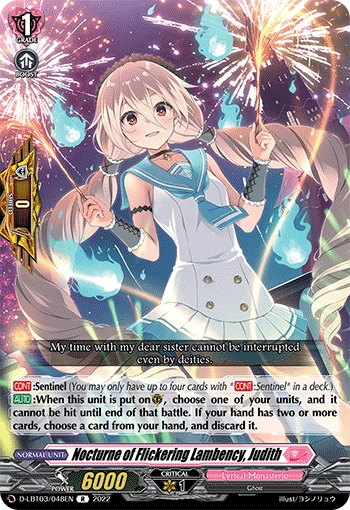 1
GRADE
BOOST
SHIELD
0
My time with my dear sister cannot be interrupted
even by deities.
CONT:Sentinel (You may only have up to four cards with "CONT:Sentinel" in a deck.)
AUTO:When this unit is put on G, choose one of your units, and it
cannot be hit until end of that battle. If your hand has two or more
cards, choose a card from your hand, and discard it.
NORMAL UNIT Nocturne of Flickering Lambency, Judith
POWER 6000 CRITICAL 1 Lyrical Monasterio
Ghost
D-LBT03/048EN R 2022 illust/ヨシノリョウ